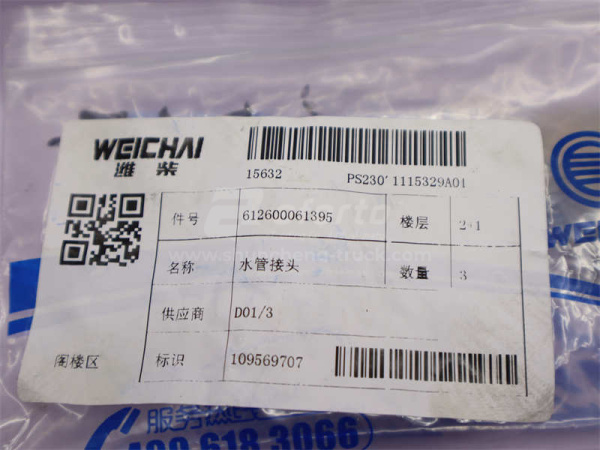 WEICHAI
潍柴
15632 PS230'1115329A01
件号 612600061395 楼层 2-1
名称 水管接头 数量 3
供应商 D01/3
阁楼区 标识 109569707
服务热
400 618 3066